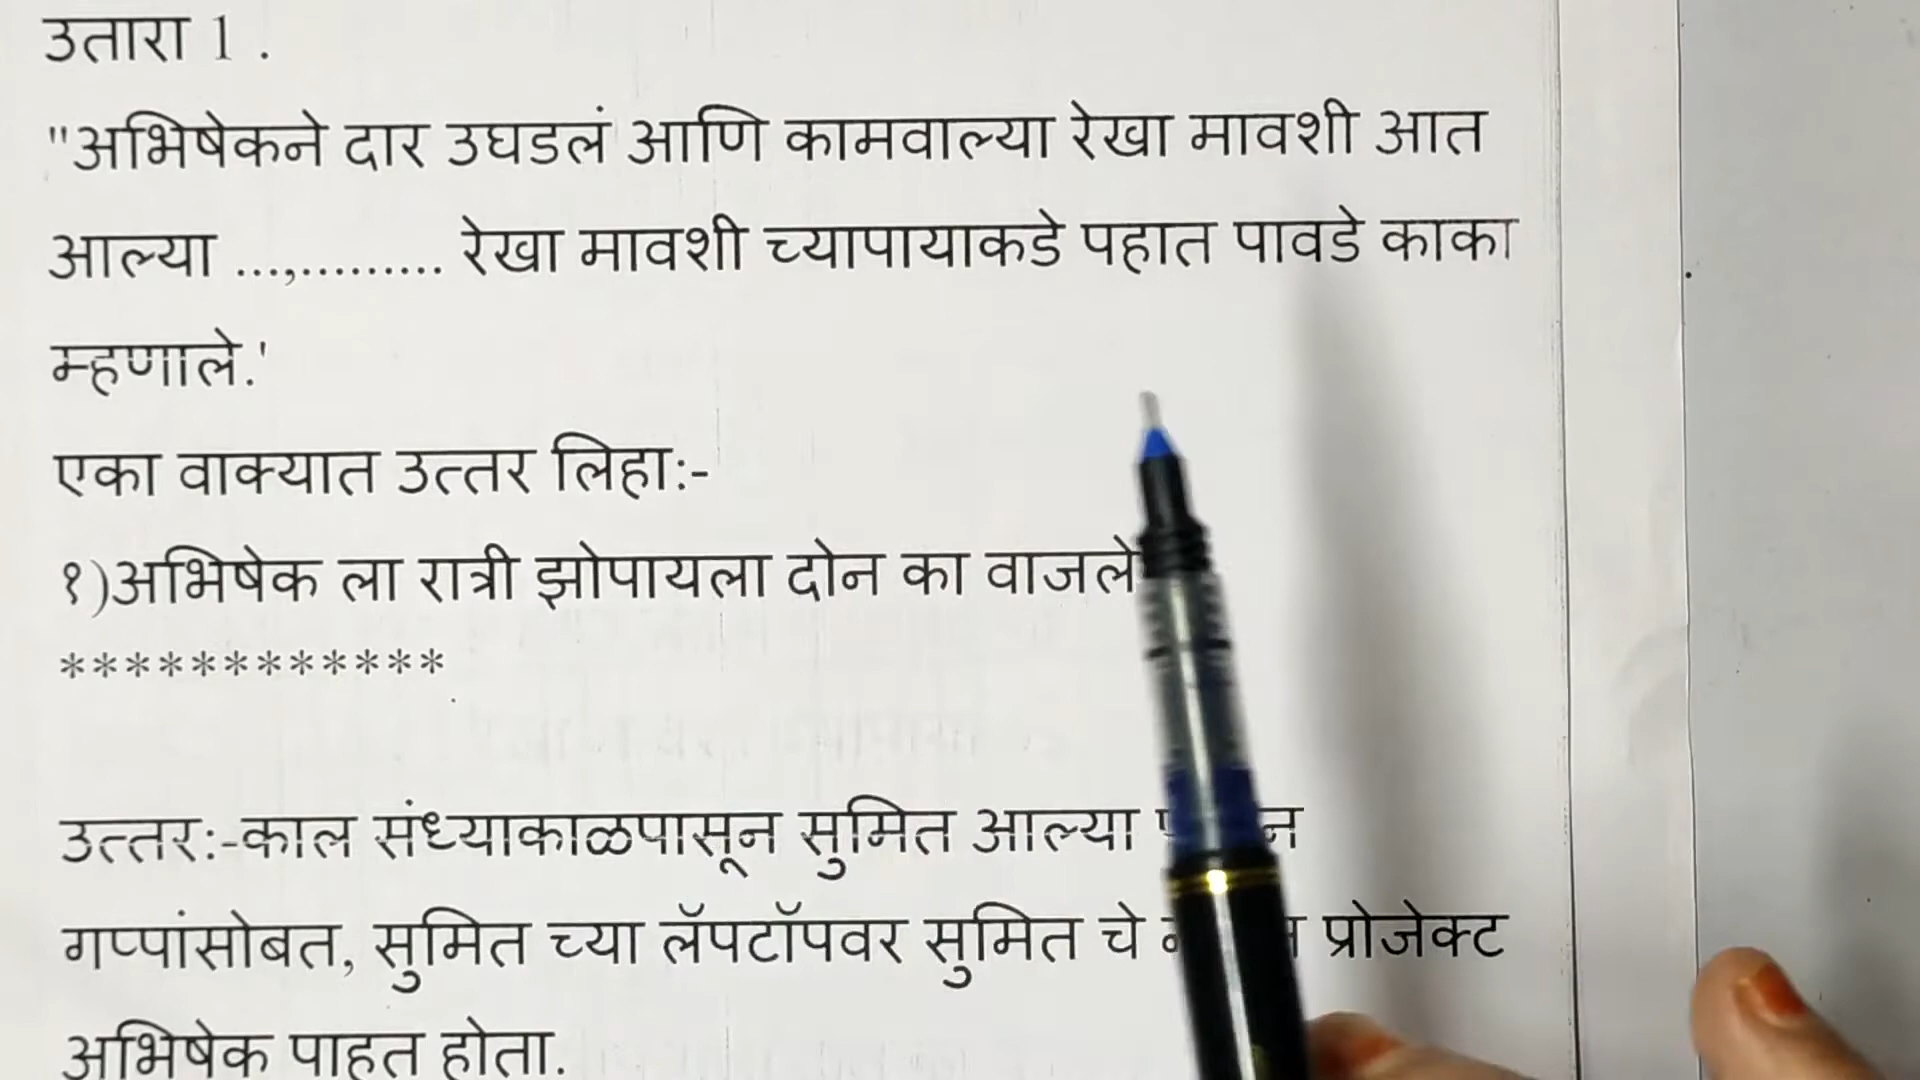 उतारा 1 .
"अभिषेकने दार उघडलं आणि कामवाल्या रेखा मावशी आत
आल्या ...,......... रेखा मावशी च्यापायाकडे पहात पावडे काका
म्हणाले.'
एका वाक्यात उत्तर लिहा:-
१)अभिषेक ला रात्री झोपायला दोन का वाजले
************
उत्तर:-काल संध्याकाळपासून सुमित आल्या
गप्पांसोबत, सुमित च्या लॅपटॉपवर सुमित चे प्रोजेक्ट
अभिषेक पाहत होता.